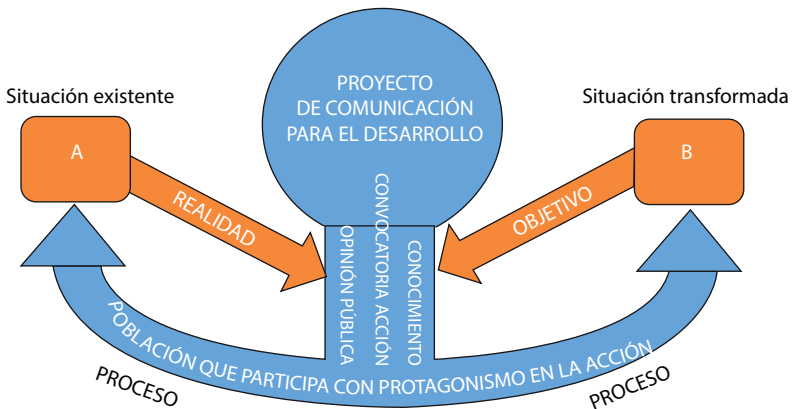 PROYECTO
DE COMUNICACIÓN
PARA EL DESARROLLO
Situación existente
Situación transformada
A
B
REALIDAD
OBJETIVO
OPINIÓN PÚBLICA
CONVOCATORIA ACCIÓN
CONOCIMIENTO
POBLACIÓN QUE PARTICIPA CON PROTAGONISMO EN LA ACCIÓN
PROCESO
PROCESO